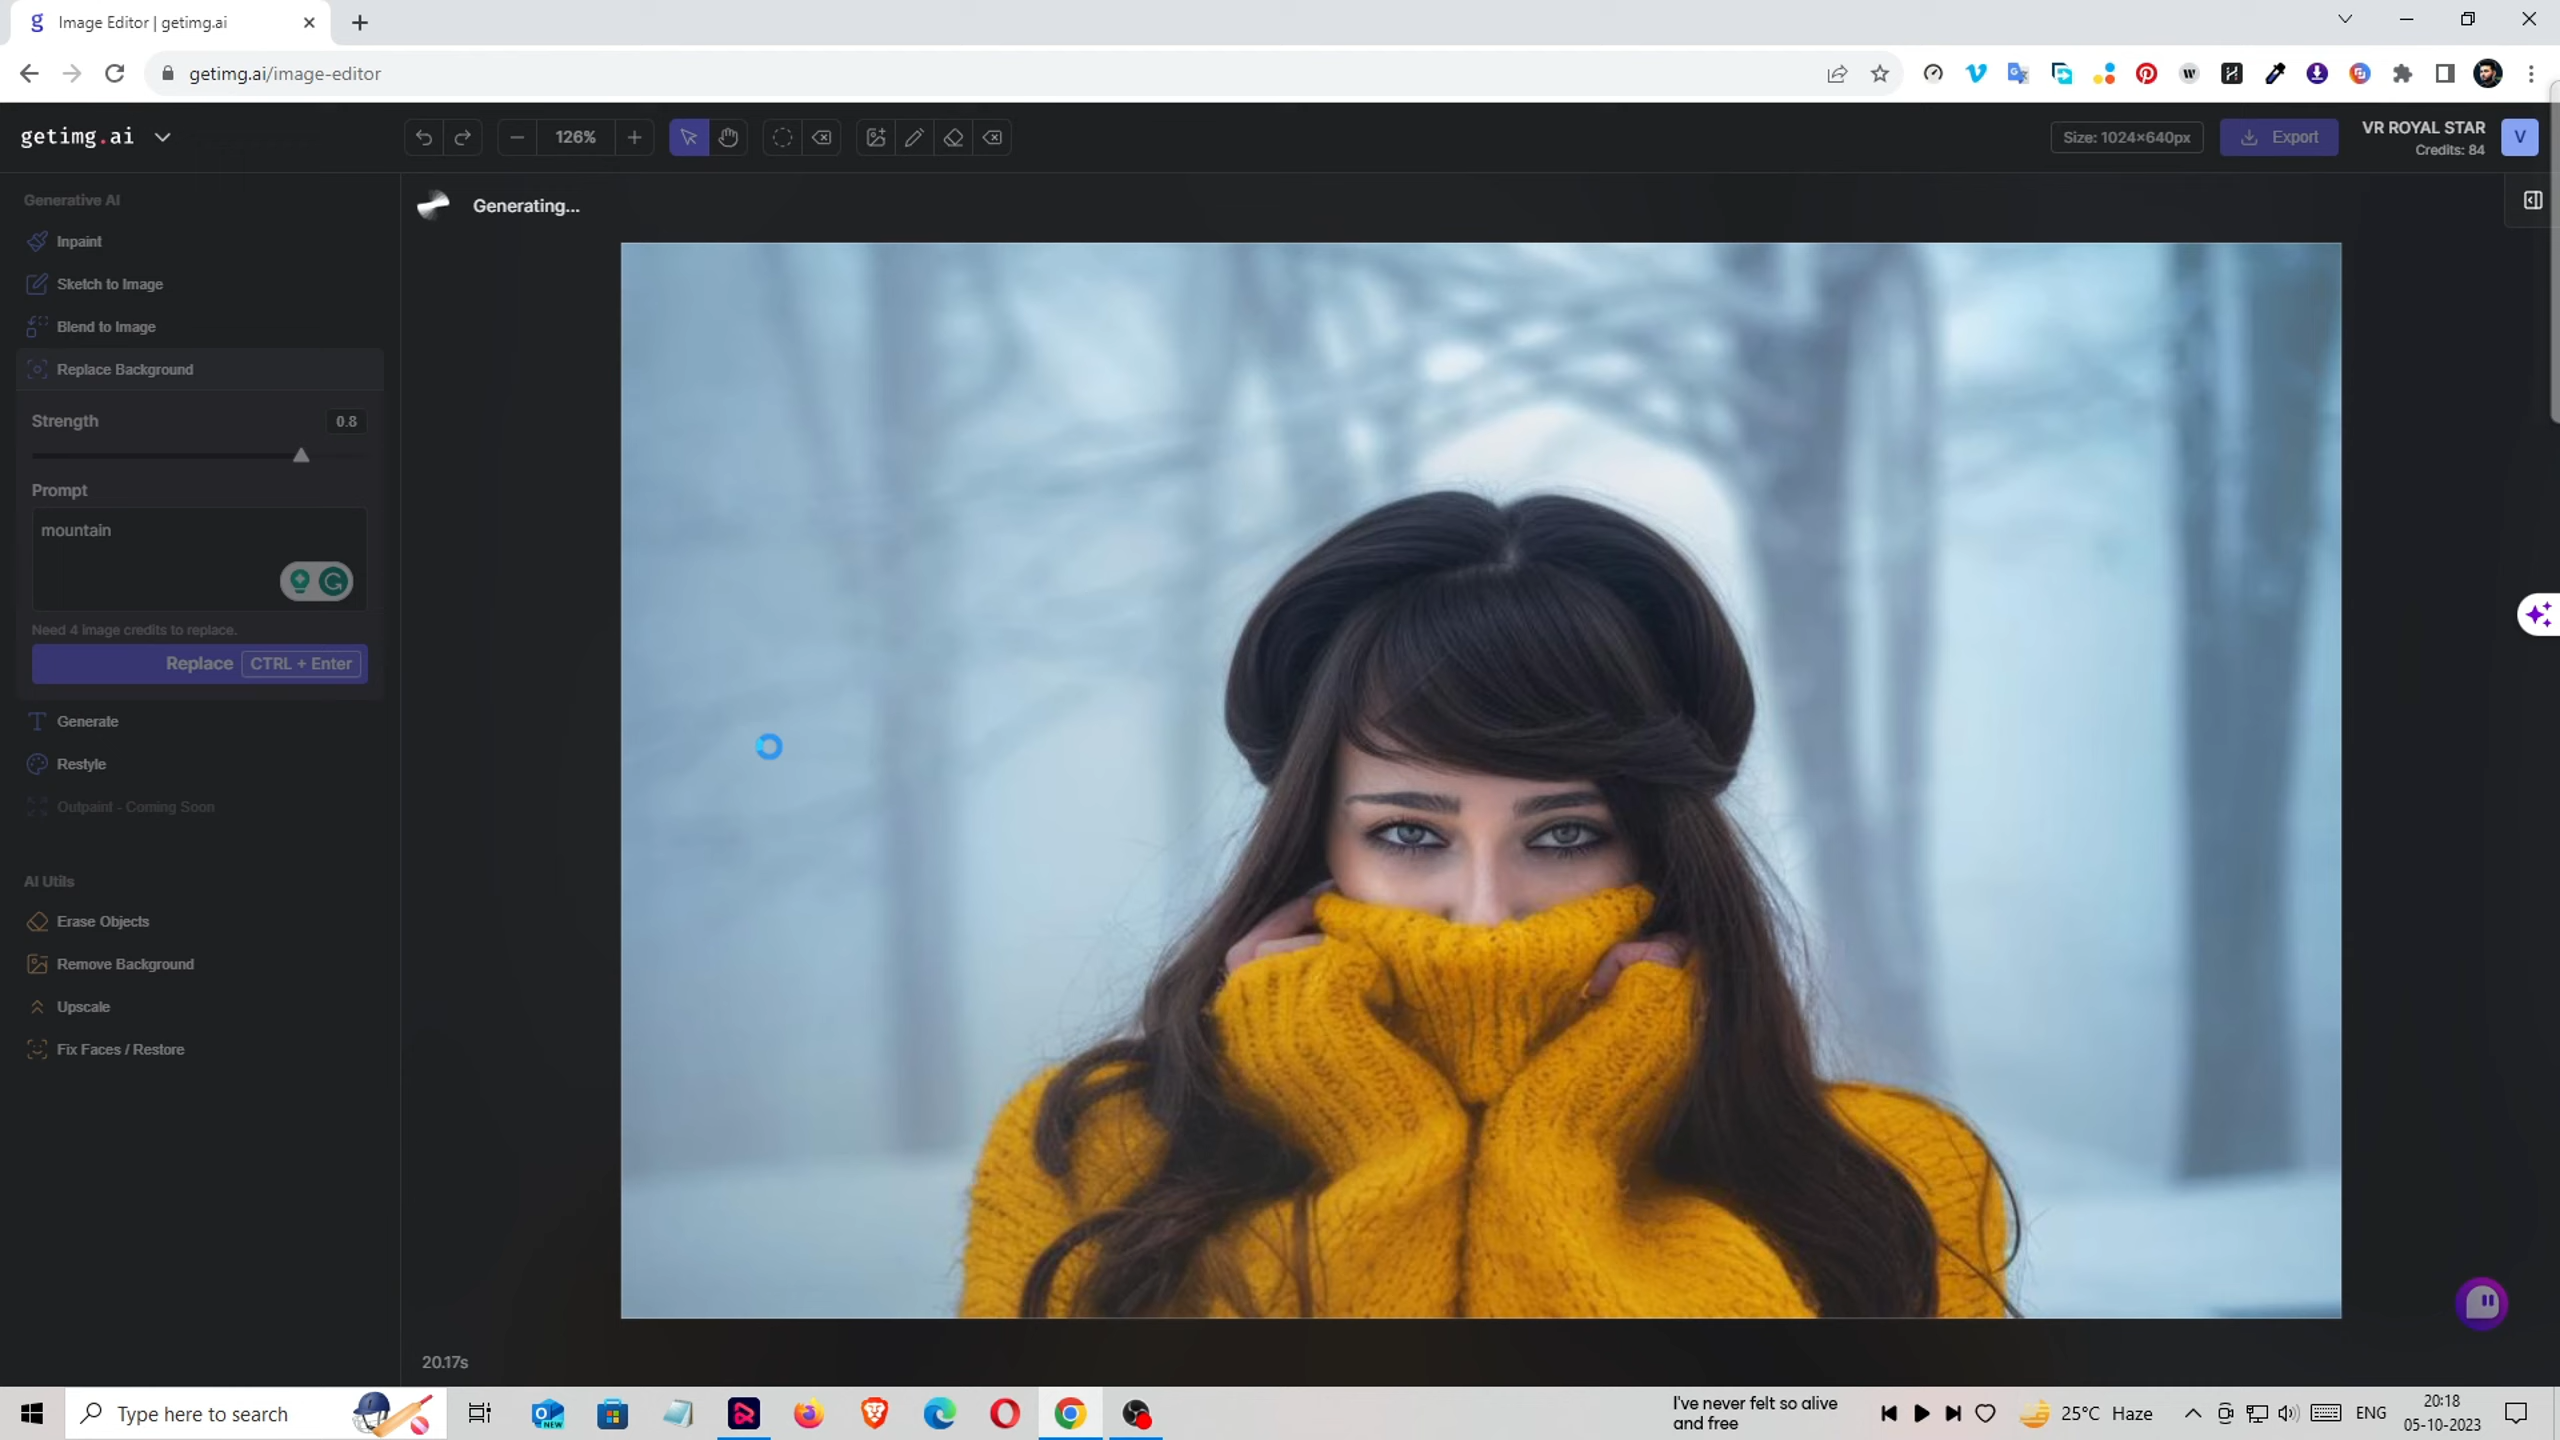 Image Editor | getimg.ai
getimg.ai/image-editor
getimg.ai
126%
Size: 1024×640px
Export
VR ROYAL STAR
Credits: 84
V
Generative AI
Generating...
Inpaint
Sketch to Image
Blend to Image
Replace Background
Strength
0.8
Prompt
mountain
Need 4 image credits to replace.
Replace CTRL + Enter
Generate
Restyle
Outpaint - Coming Soon
AI Utils
Erase Objects
Remove Background
Upscale
Fix Faces / Restore
20.17s
Type here to search
NEW
I've never felt so alive
and free
25°C Haze
ENG
20:18
05-10-2023